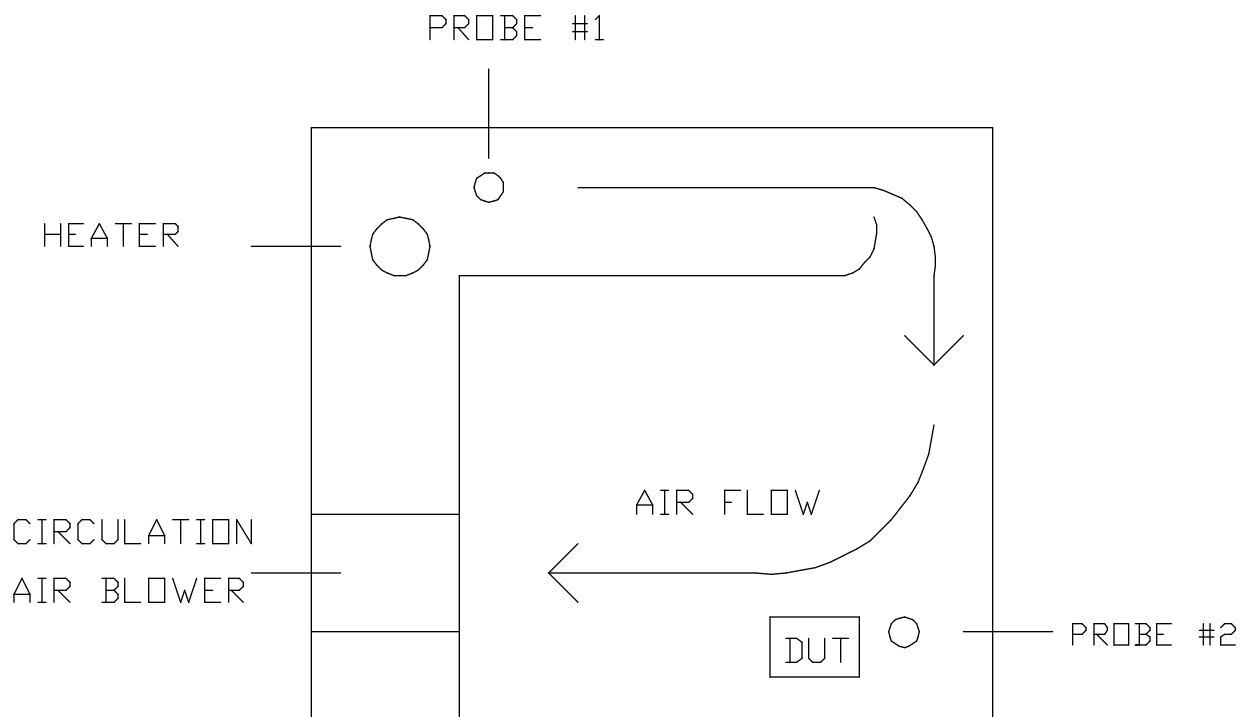 PROBE #1
HEATER
AIR FLOW
CIRCULATION
AIR BLOWER
DUT
PROBE #2